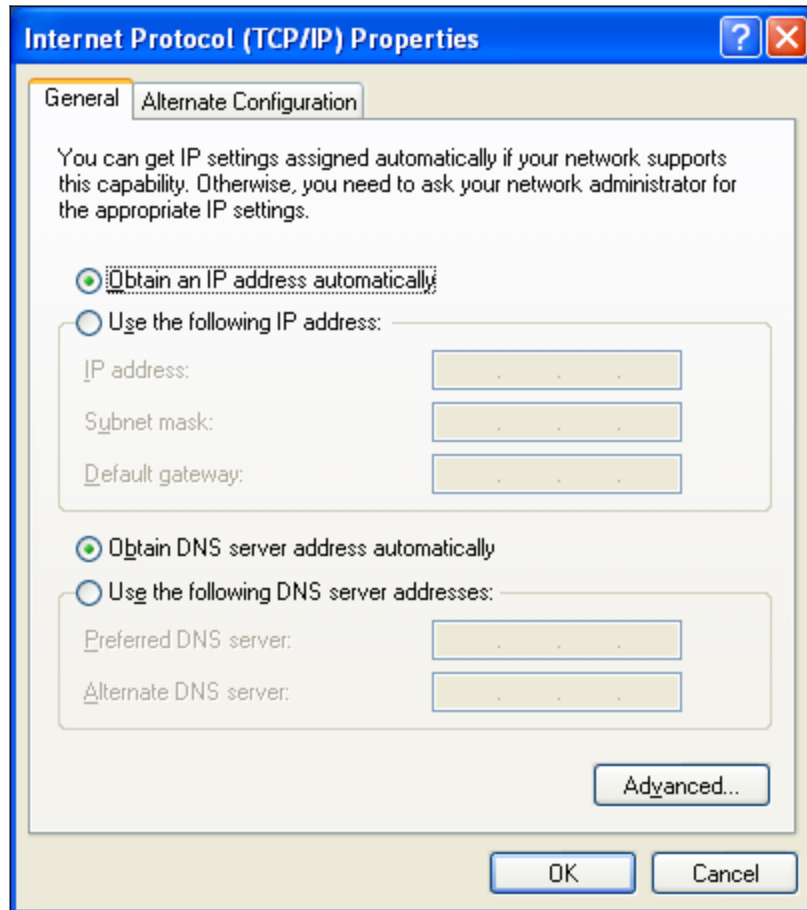 Internet Protocol (TCP/IP) Properties
General
Alternate Configuration
You can get IP settings assigned automatically if your network supports
this capability. Otherwise, you need to ask your network administrator for
the appropriate IP settings.
Obtain an IP address automatically
Use the following IP address:
IP address:
Subnet mask:
Default gateway:
Obtain DNS server address automatically
Use the following DNS server addresses:
Preferred DNS server:
Alternate DNS server:
Advanced...
OK
Cancel